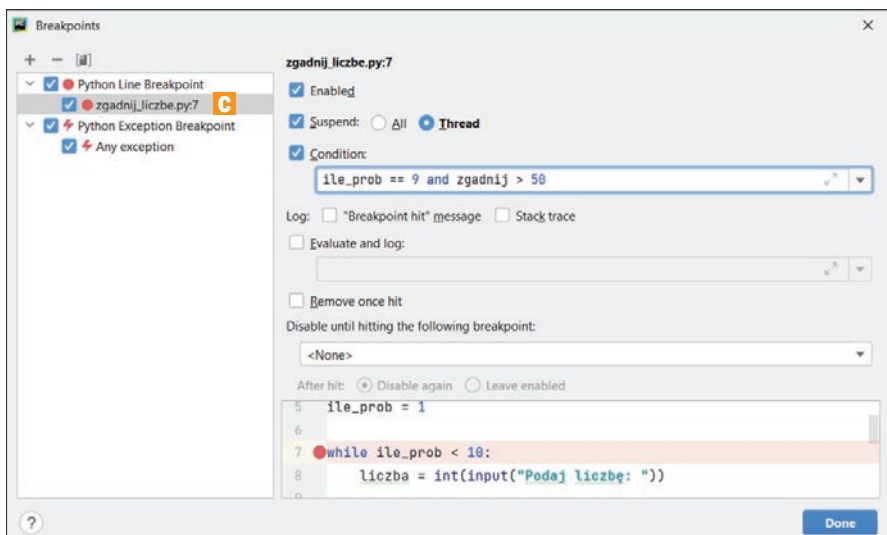 Breakpoints
Python Line Breakpoint
zgadnij_liczbe.py:7 C
Python Exception Breakpoint
Any exception
zgadnij_liczbe.py:7
Enabled
Suspend: All Thread
Condition:
ile_prob == 9 and zgadnij > 50
Log: "Breakpoint hit" message Stack trace
Evaluate and log:
Remove once hit
Disable until hitting the following breakpoint:
<None>
After hit: Disable again Leave enabled
5 ile_prob = 1
6
7 while ile_prob < 10:
8 liczba = int(input("Podaj liczbę: "))
? Done